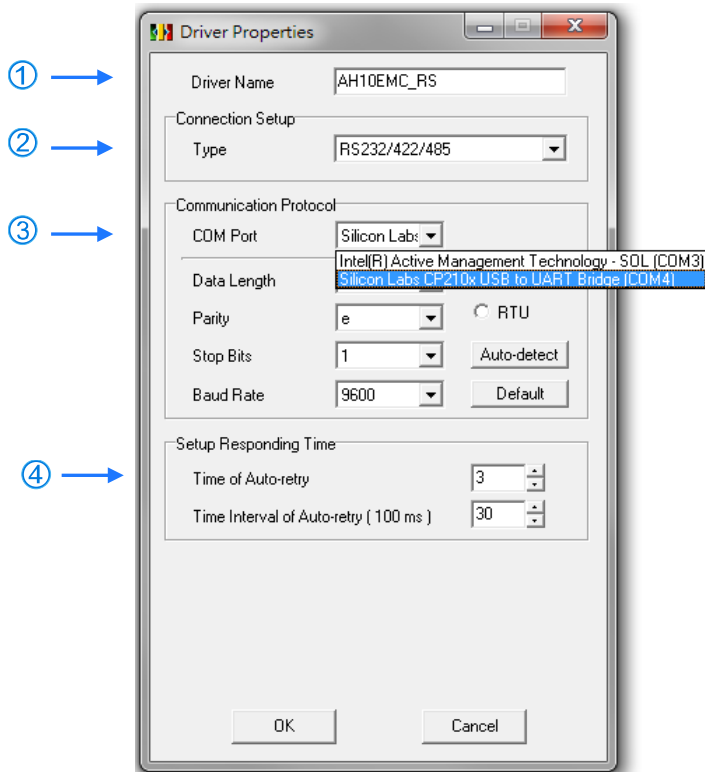 Driver Properties
① Driver Name AH10EMC_RS
Connection Setup
② Type RS232/422/485
Communication Protocol
③ COM Port Silicon Labs
Intel(R) Active Management Technology - SOL (COM3)
Data Length Silicon Labs CP210x USB to UART Bridge (COM4)
Parity e RTU
Stop Bits 1 Auto-detect
Baud Rate 9600 Default
Setup Responding Time
④ Time of Auto-retry 3
Time Interval of Auto-retry ( 100 ms ) 30
OK Cancel